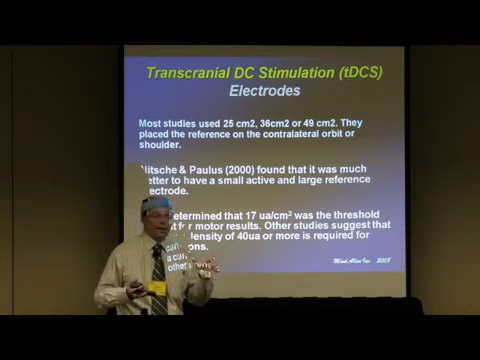 Transcranial DC Stimulation (tDCS)
Electrodes
Most studies used 25 cm2, 36cm2 or 49 cm2. They
placed the reference on the contralateral orbit or
shoulder.
Nitsche & Paulus (2000) found that it was much
better to have a small active and large reference
electrode.
determined that 17 ua/cm2 was the threshold
for motor results. Other studies suggest that
density of 40ua or more is required for
Mind Alive Inc 2008